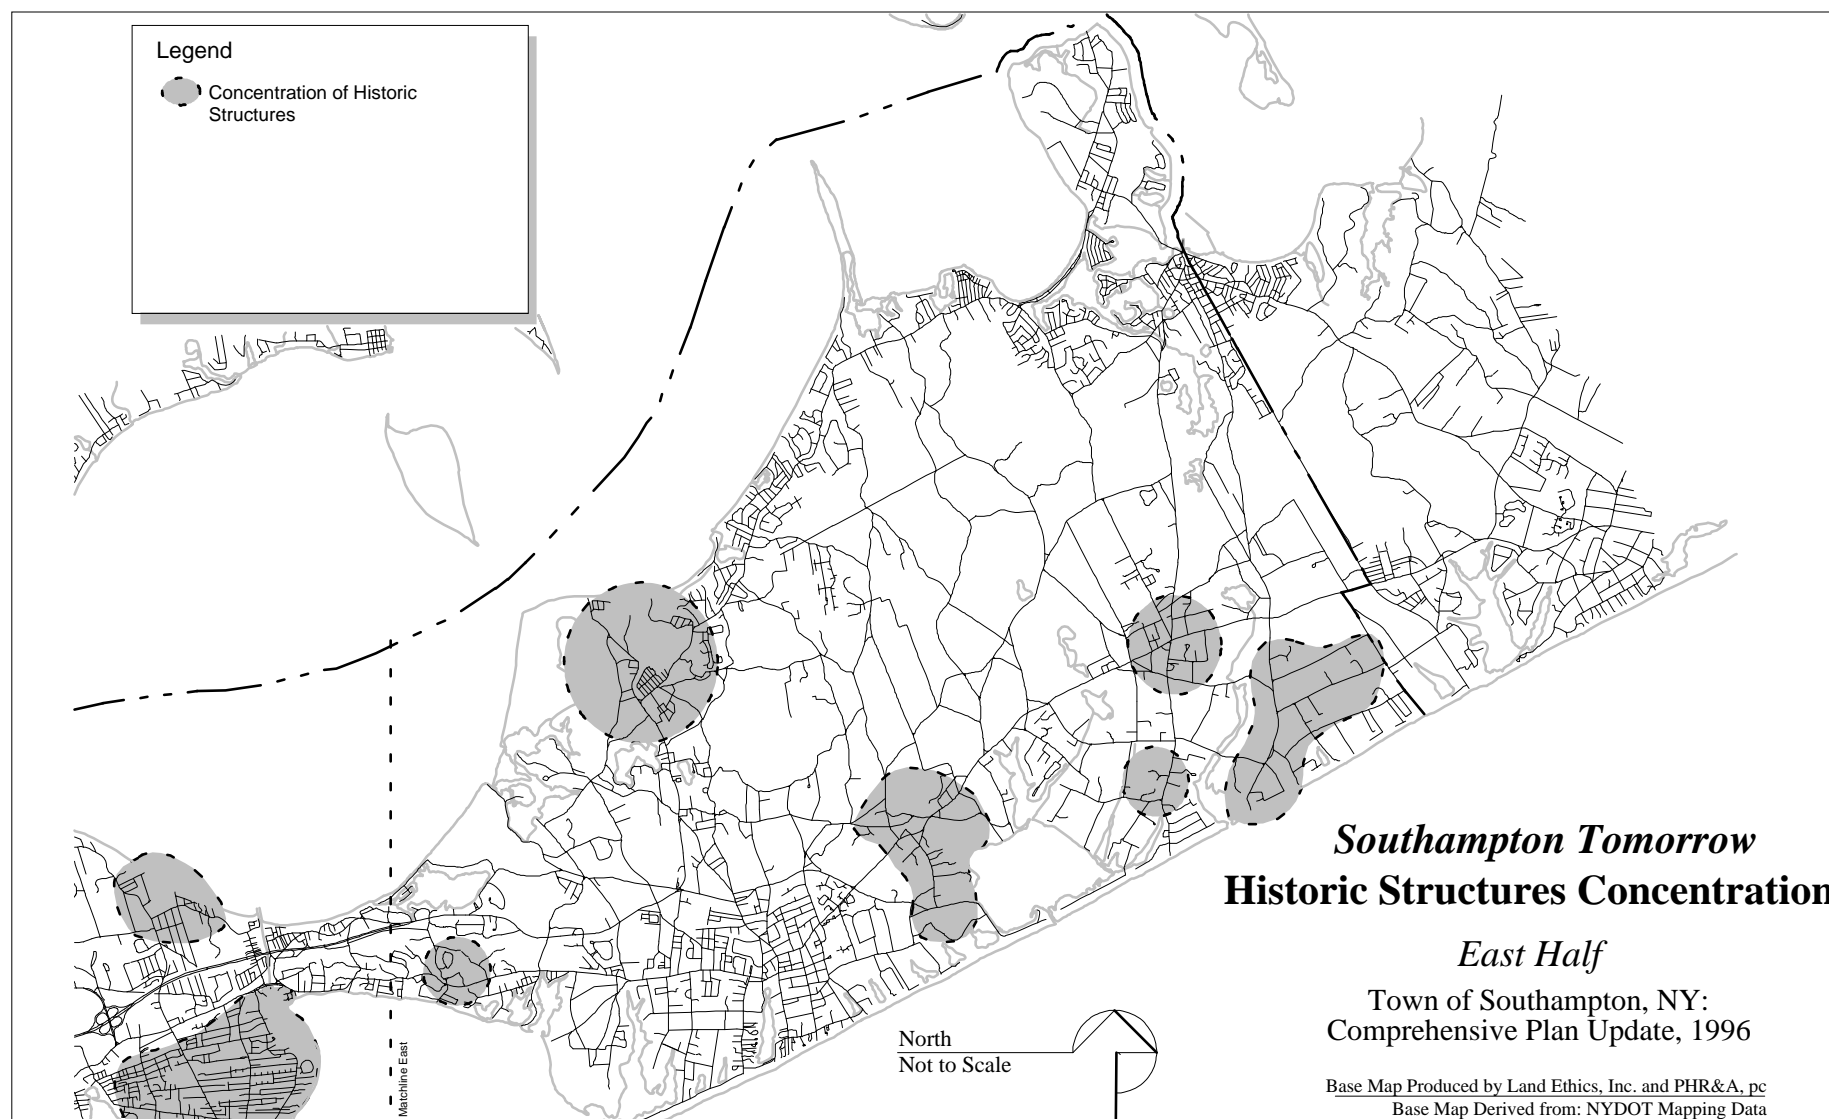 Legend
Concentration of Historic
Structures
Southampton Tomorrow
Historic Structures Concentration
East Half
Town of Southampton, NY:
Comprehensive Plan Update, 1996
North
Not to Scale
Matchline East
Base Map Produced by Land Ethics, Inc. and PHR&A, pc
Base Map Derived from: NYDOT Mapping Data